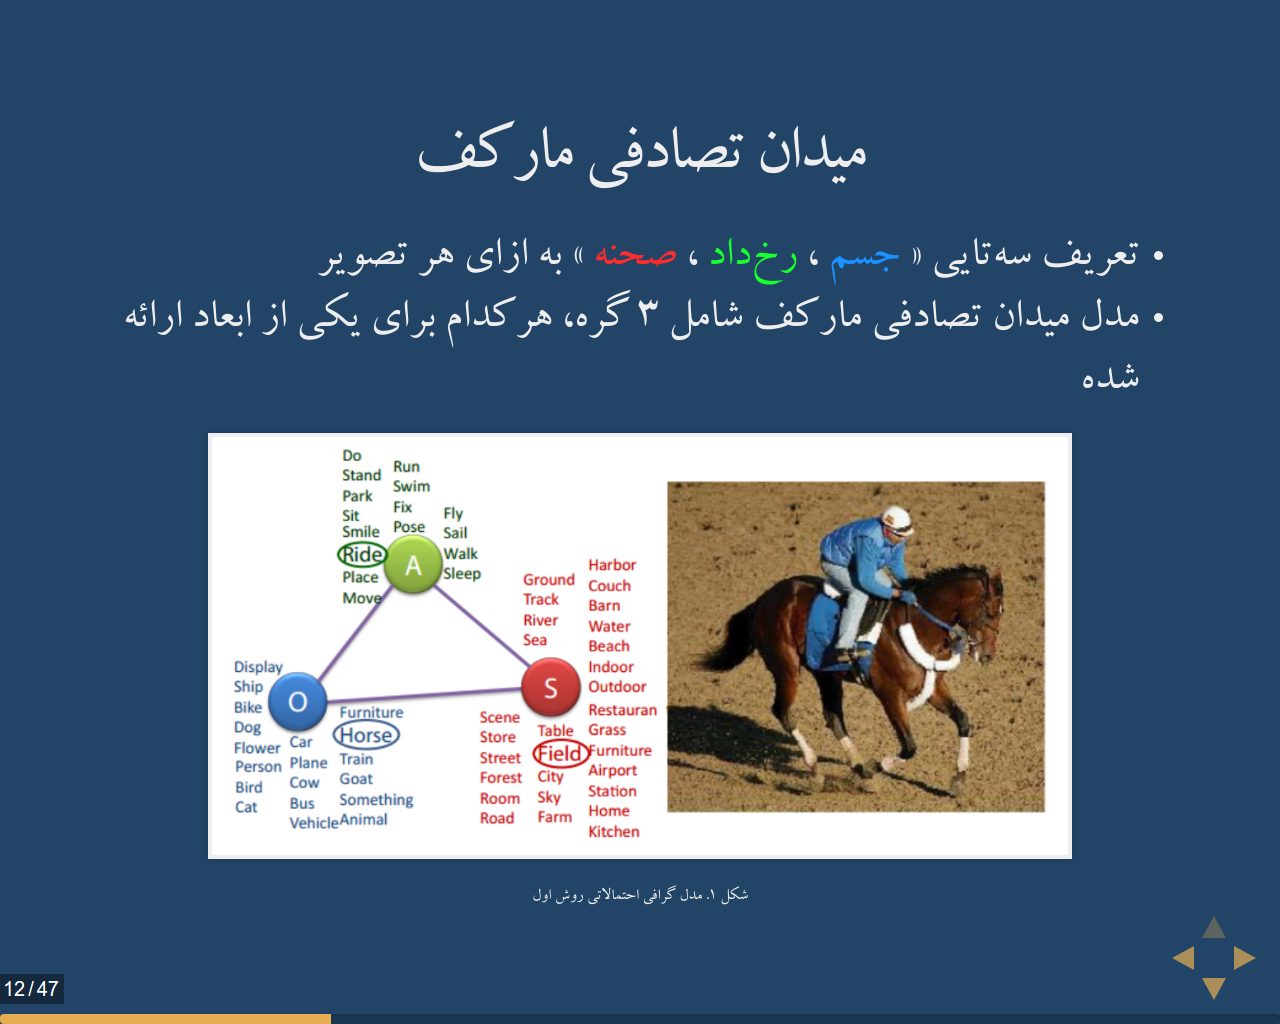 میدان تصادفی مارکف
• تعریف سه‌تایی « جسم ، رخ‌داد ، صحنه » به ازای هر تصویر
• مدل میدان تصادفی مارکف شامل ۳ گره، هرکدام برای یکی از ابعاد ارائه
شده
Do
Stand
Park
Sit
Smile
Ride
Place
Move
Run
Swim
Fix
Pose
Fly
Sail
Walk
Sleep
A
Ground
Track
River
Sea
Harbor
Couch
Barn
Water
Beach
Indoor
Outdoor
Restauran
Grass
Furniture
Airport
Station
Home
Kitchen
S
Display
Ship
Bike
Dog
Flower
Person
Bird
Cat
O
Car
Plane
Cow
Bus
Vehicle
Furniture
Horse
Train
Goat
Something
Animal
Scene
Store
Street
Forest
Room
Road
Table
Field
City
Sky
Farm
شکل ۱. مدل گرافی احتمالاتی روش اول
12/47